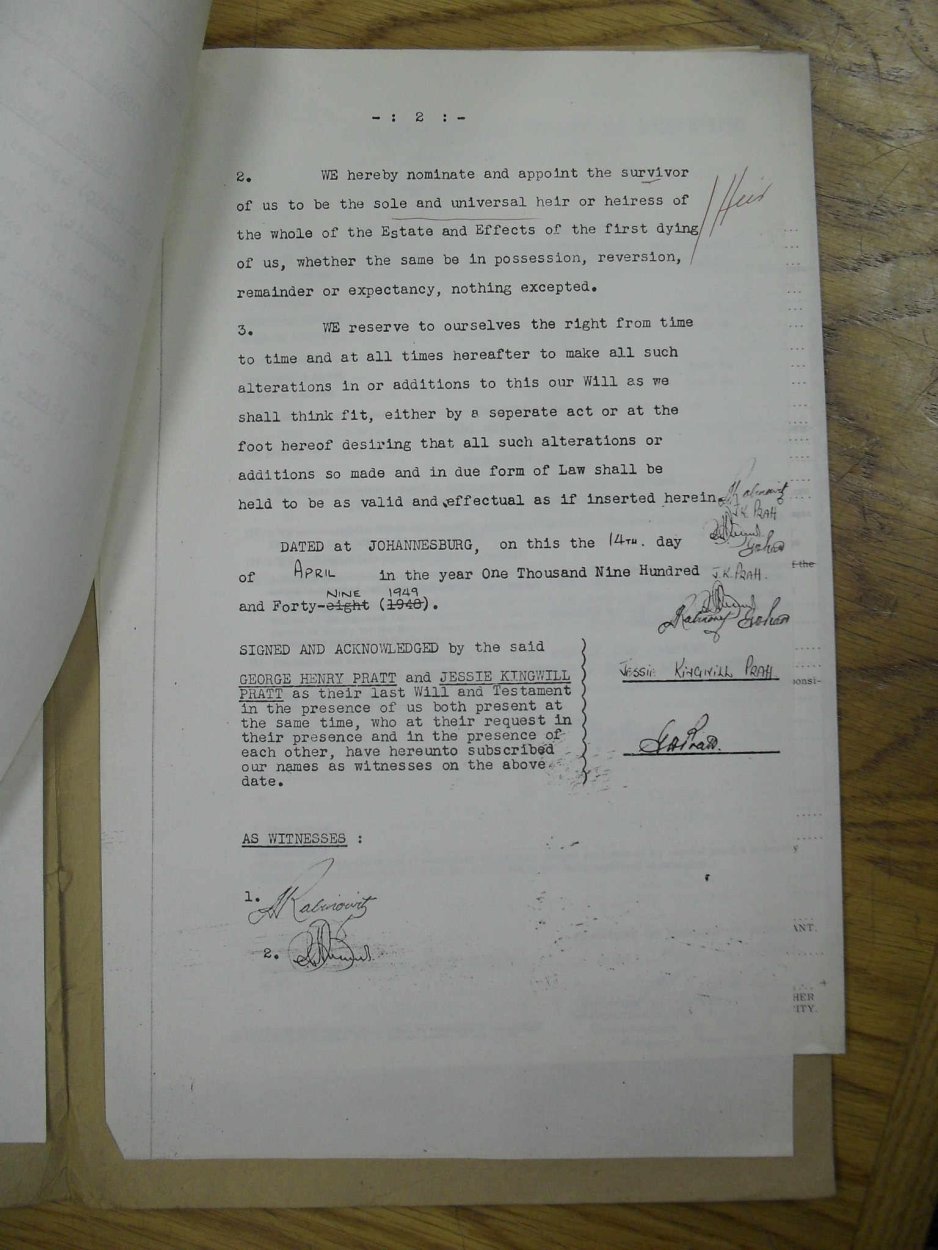 - : 2 : -
2. WE hereby nominate and appoint the survivor
of us to be the sole and universal heir or heiress of
the whole of the Estate and Effects of the first dying
Heir
of us, whether the same be in possession, reversion,
remainder or expectancy, nothing excepted.
3. WE reserve to ourselves the right from time
to time and at all times hereafter to make all such
alterations in or additions to this our Will as we
shall think fit, either by a seperate act or at the
foot hereof desiring that all such alterations or
additions so made and in due form of Law shall be
held to be as valid and effectual as if inserted herein.
Rabinowitz
J.K. Pratt
DATED at JOHANNESBURG, on this the 14TH. day
of APRIL in the year One Thousand Nine Hundred
J.K. Pratt.
NINE 1949
and Forty-eight (1948).
Rabinowitz
SIGNED AND ACKNOWLEDGED by the said
GEORGE HENRY PRATT and JESSIE KINGWILL
PRATT as their last Will and Testament
in the presence of us both present at
the same time, who at their request in
their presence and in the presence of
each other, have hereunto subscribed
our names as witnesses on the above
date.
JESSIE KINGWILL PRATT
G H Pratt.
AS WITNESSES :
1. Rabinowitz
2.
f the
onsi-
ANT.
HER
ITY.